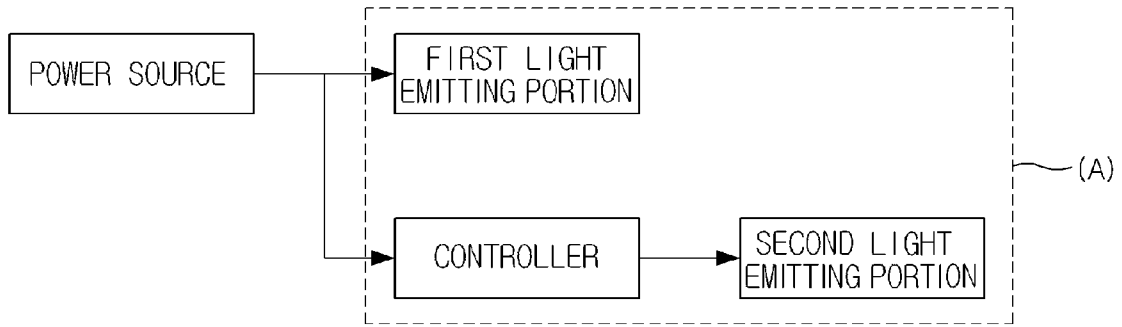 POWER SOURCE
FIRST LIGHT
EMITTING PORTION
(A)
CONTROLLER
SECOND LIGHT
EMITTING PORTION